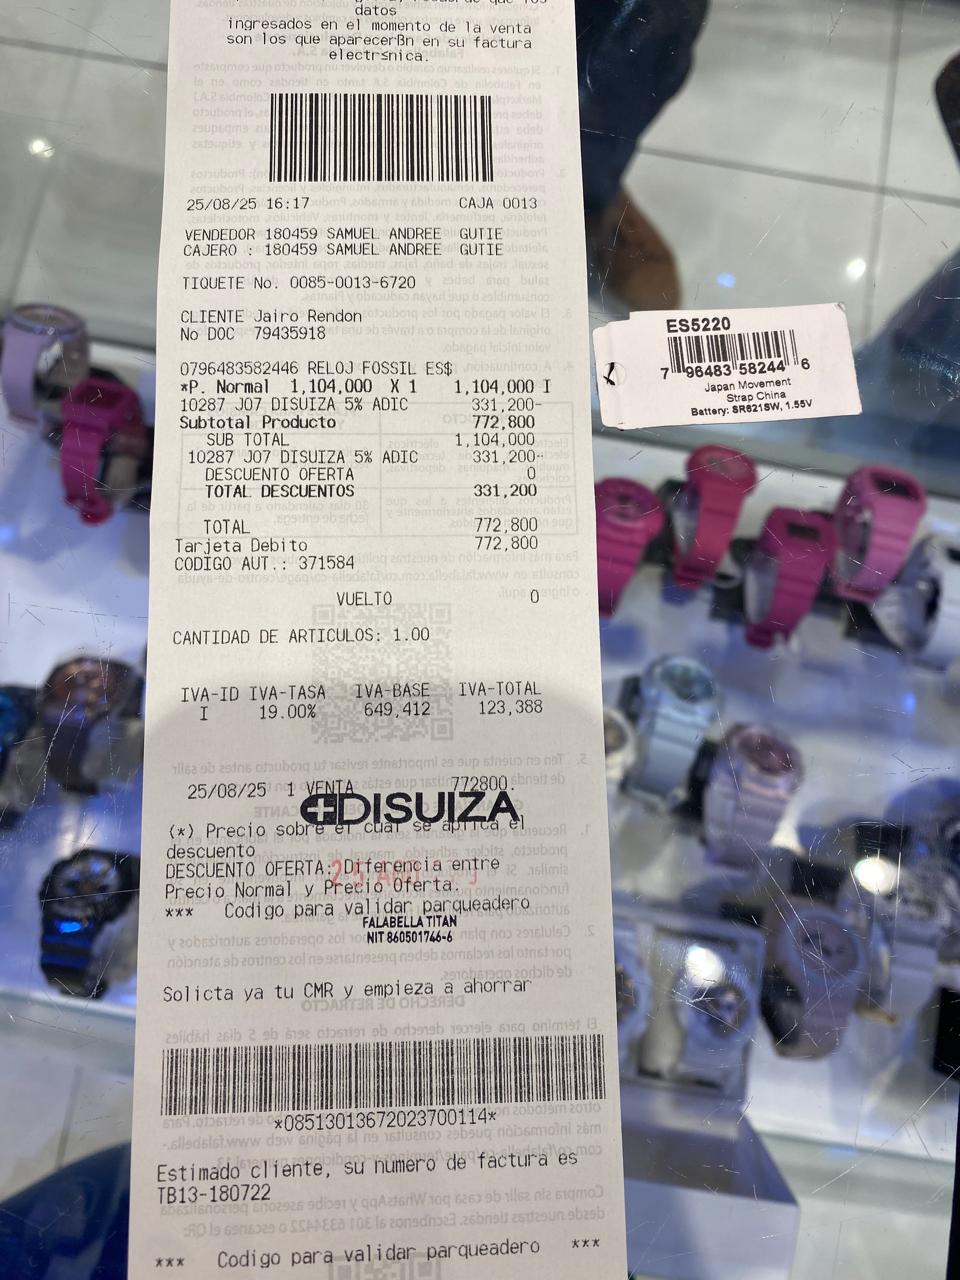 datos
ingresados en el momento de la venta
son los que aparecerßn en su factura
electr≤nica.
25/08/25 16:17 CAJA 0013
VENDEDOR 180459 SAMUEL ANDREE GUTIE
CAJERO : 180459 SAMUEL ANDREE GUTIE
TIQUETE No. 0085-0013-6720
CLIENTE Jairo Rendon
No DOC 79435918
0796483582446 RELOJ FOSSIL ES$
*P. Normal 1,104,000 X 1 1,104,000 I
10287 J07 DISUIZA 5% ADIC 331,200-
Subtotal Producto 772,800
SUB TOTAL 1,104,000
10287 J07 DISUIZA 5% ADIC 331,200-
DESCUENTO OFERTA 0
TOTAL DESCUENTOS 331,200
TOTAL 772,800
Tarjeta Debito 772,800
CODIGO AUT.: 371584
VUELTO 0
CANTIDAD DE ARTICULOS: 1.00
IVA-ID IVA-TASA IVA-BASE IVA-TOTAL
I 19.00% 649,412 123,388
25/08/25 1 VENTA 772800.
DISUIZA
(*) Precio sobre el cual se aplica el
descuento
DESCUENTO OFERTA: Diferencia entre
Precio Normal y Precio Oferta.
*** Codigo para validar parqueadero
FALABELLA TITAN
NIT 860501746-6
Solicta ya tu CMR y empieza a ahorrar
*08513013672023700114*
Estimado cliente, su numero de factura es
TB13-180722
*** Codigo para validar parqueadero ***
ES5220
7 96483 58244 6
Japan Movement
Strap China
Battery: SR621SW, 1.55V